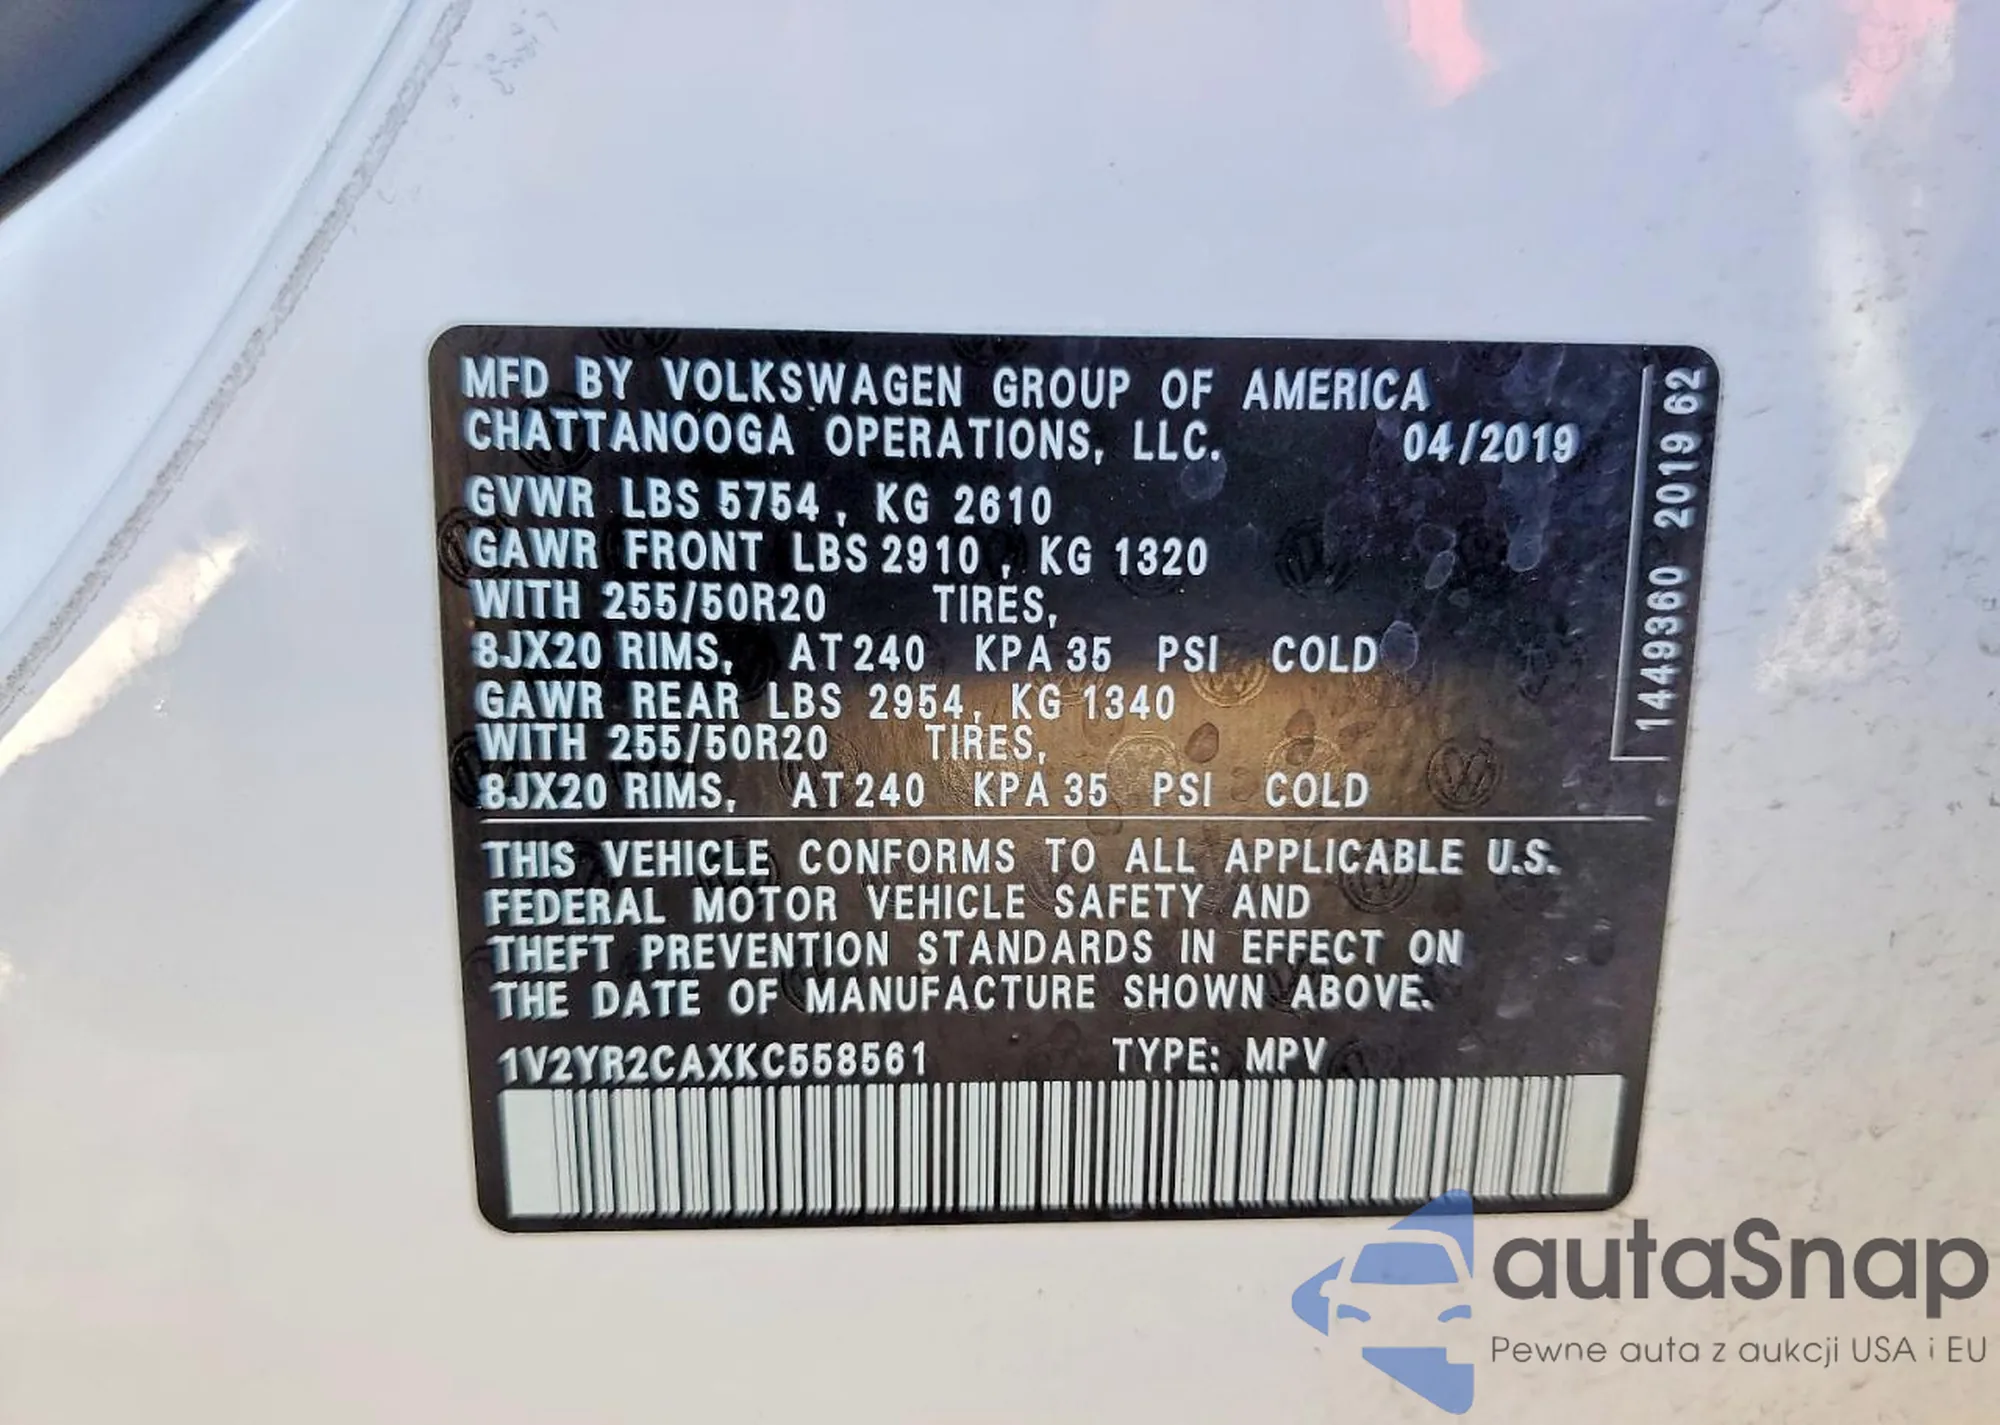 MFD BY VOLKSWAGEN GROUP OF AMERICA
CHATTANOOGA OPERATIONS, LLC. 04/2019
GVWR LBS 5754, KG 2610
GAWR FRONT LBS 2910, KG 1320
WITH 255/50R20 TIRES,
8JX20 RIMS, AT 240 KPA 35 PSI COLD
GAWR REAR LBS 2954, KG 1340
WITH 255/50R20 TIRES,
8JX20 RIMS, AT 240 KPA 35 PSI COLD
THIS VEHICLE CONFORMS TO ALL APPLICABLE U.S.
FEDERAL MOTOR VEHICLE SAFETY AND
THEFT PREVENTION STANDARDS IN EFFECT ON
THE DATE OF MANUFACTURE SHOWN ABOVE.
1V2YR2CAXKC558561 TYPE: MPV
1449360 2019 62
autaSnap
Pewne auta z aukcji USA i EU